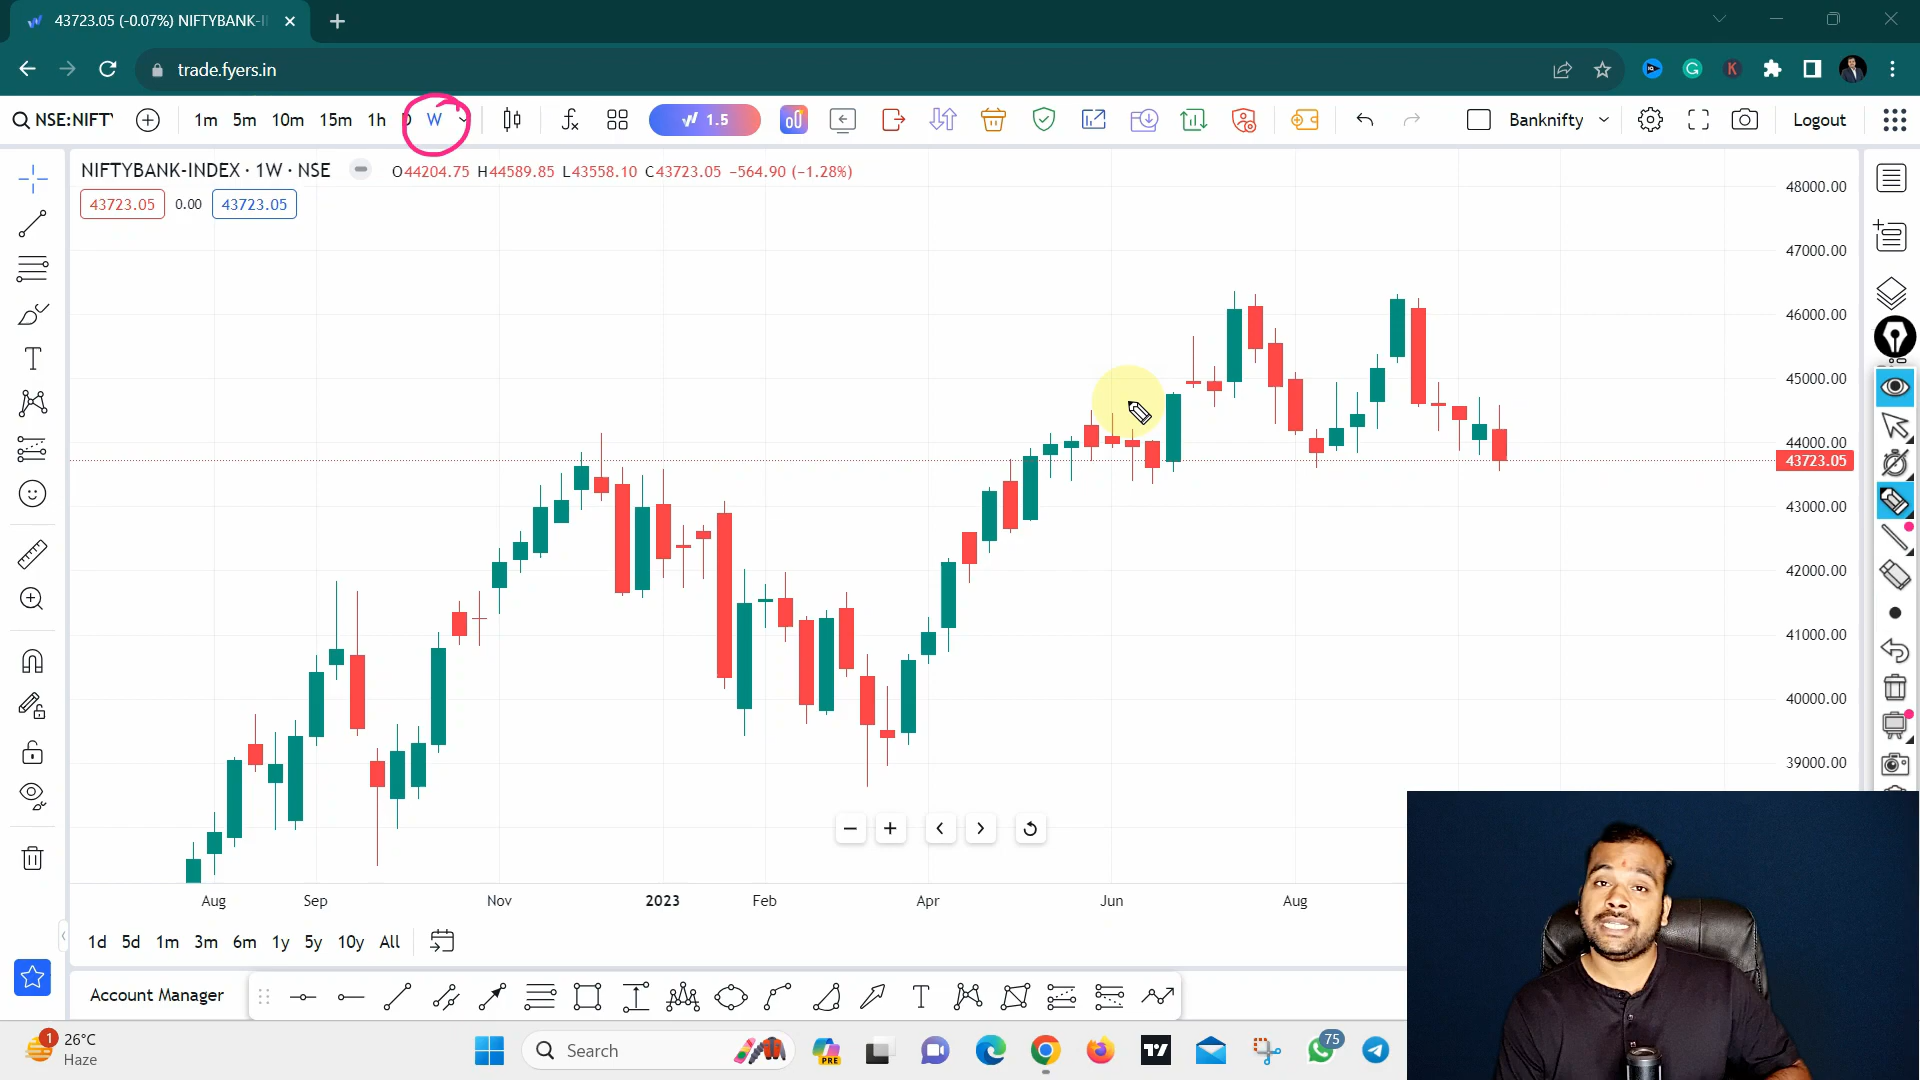 43723.05 (-0.07%) NIFTYBANK-I
trade.fyers.in
NSE:NIFTY 1m 5m 10m 15m 1h D W 1.5 Banknifty Logout
NIFTYBANK-INDEX · 1W · NSE O44204.75 H44589.85 L43558.10 C43723.05 −564.90 (−1.28%)
43723.05 0.00 43723.05
48000.00
47000.00
46000.00
45000.00
44000.00
43723.05
43000.00
42000.00
41000.00
40000.00
39000.00
Aug Sep Nov 2023 Feb Apr Jun Aug
1d 5d 1m 3m 6m 1y 5y 10y All
Account Manager
1 26°C
Haze
Search
PRE
75